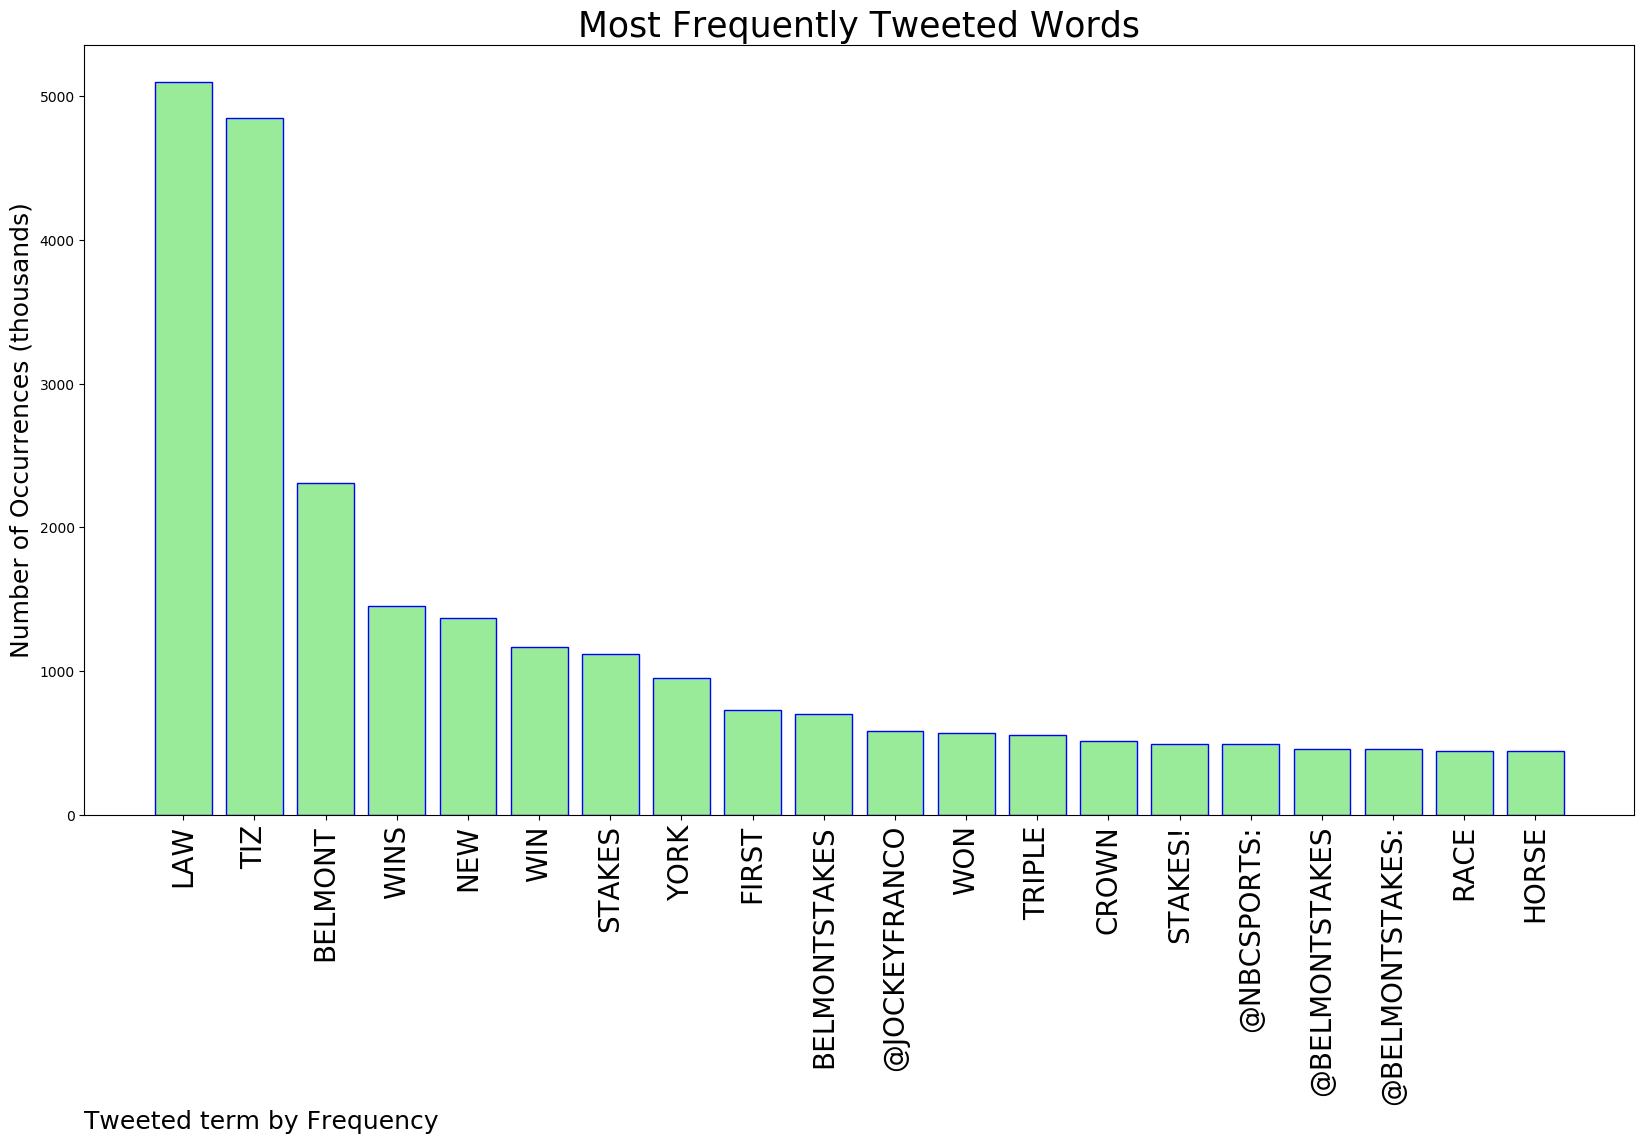 Most Frequently Tweeted Words
Number of Occurrences (thousands)
5000
4000
3000
2000
1000
0
LAW
TIZ
BELMONT
WINS
NEW
WIN
STAKES
YORK
FIRST
BELMONTSTAKES
@JOCKEYFRANCO
WON
TRIPLE
CROWN
STAKES!
@NBCSPORTS:
@BELMONTSTAKES
@BELMONTSTAKES:
RACE
HORSE
Tweeted term by Frequency